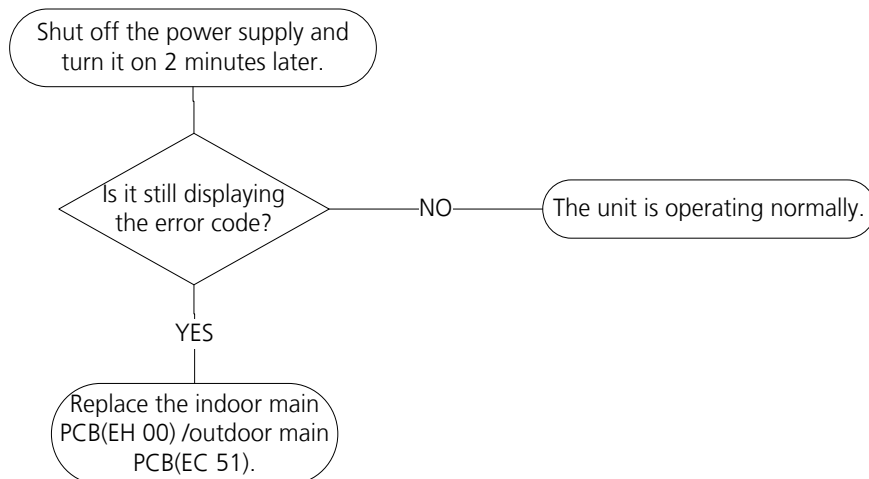 Shut off the power supply and
turn it on 2 minutes later.
Is it still displaying
the error code?
NO
The unit is operating normally.
YES
Replace the indoor main
PCB(EH 00) /outdoor main
PCB(EC 51).